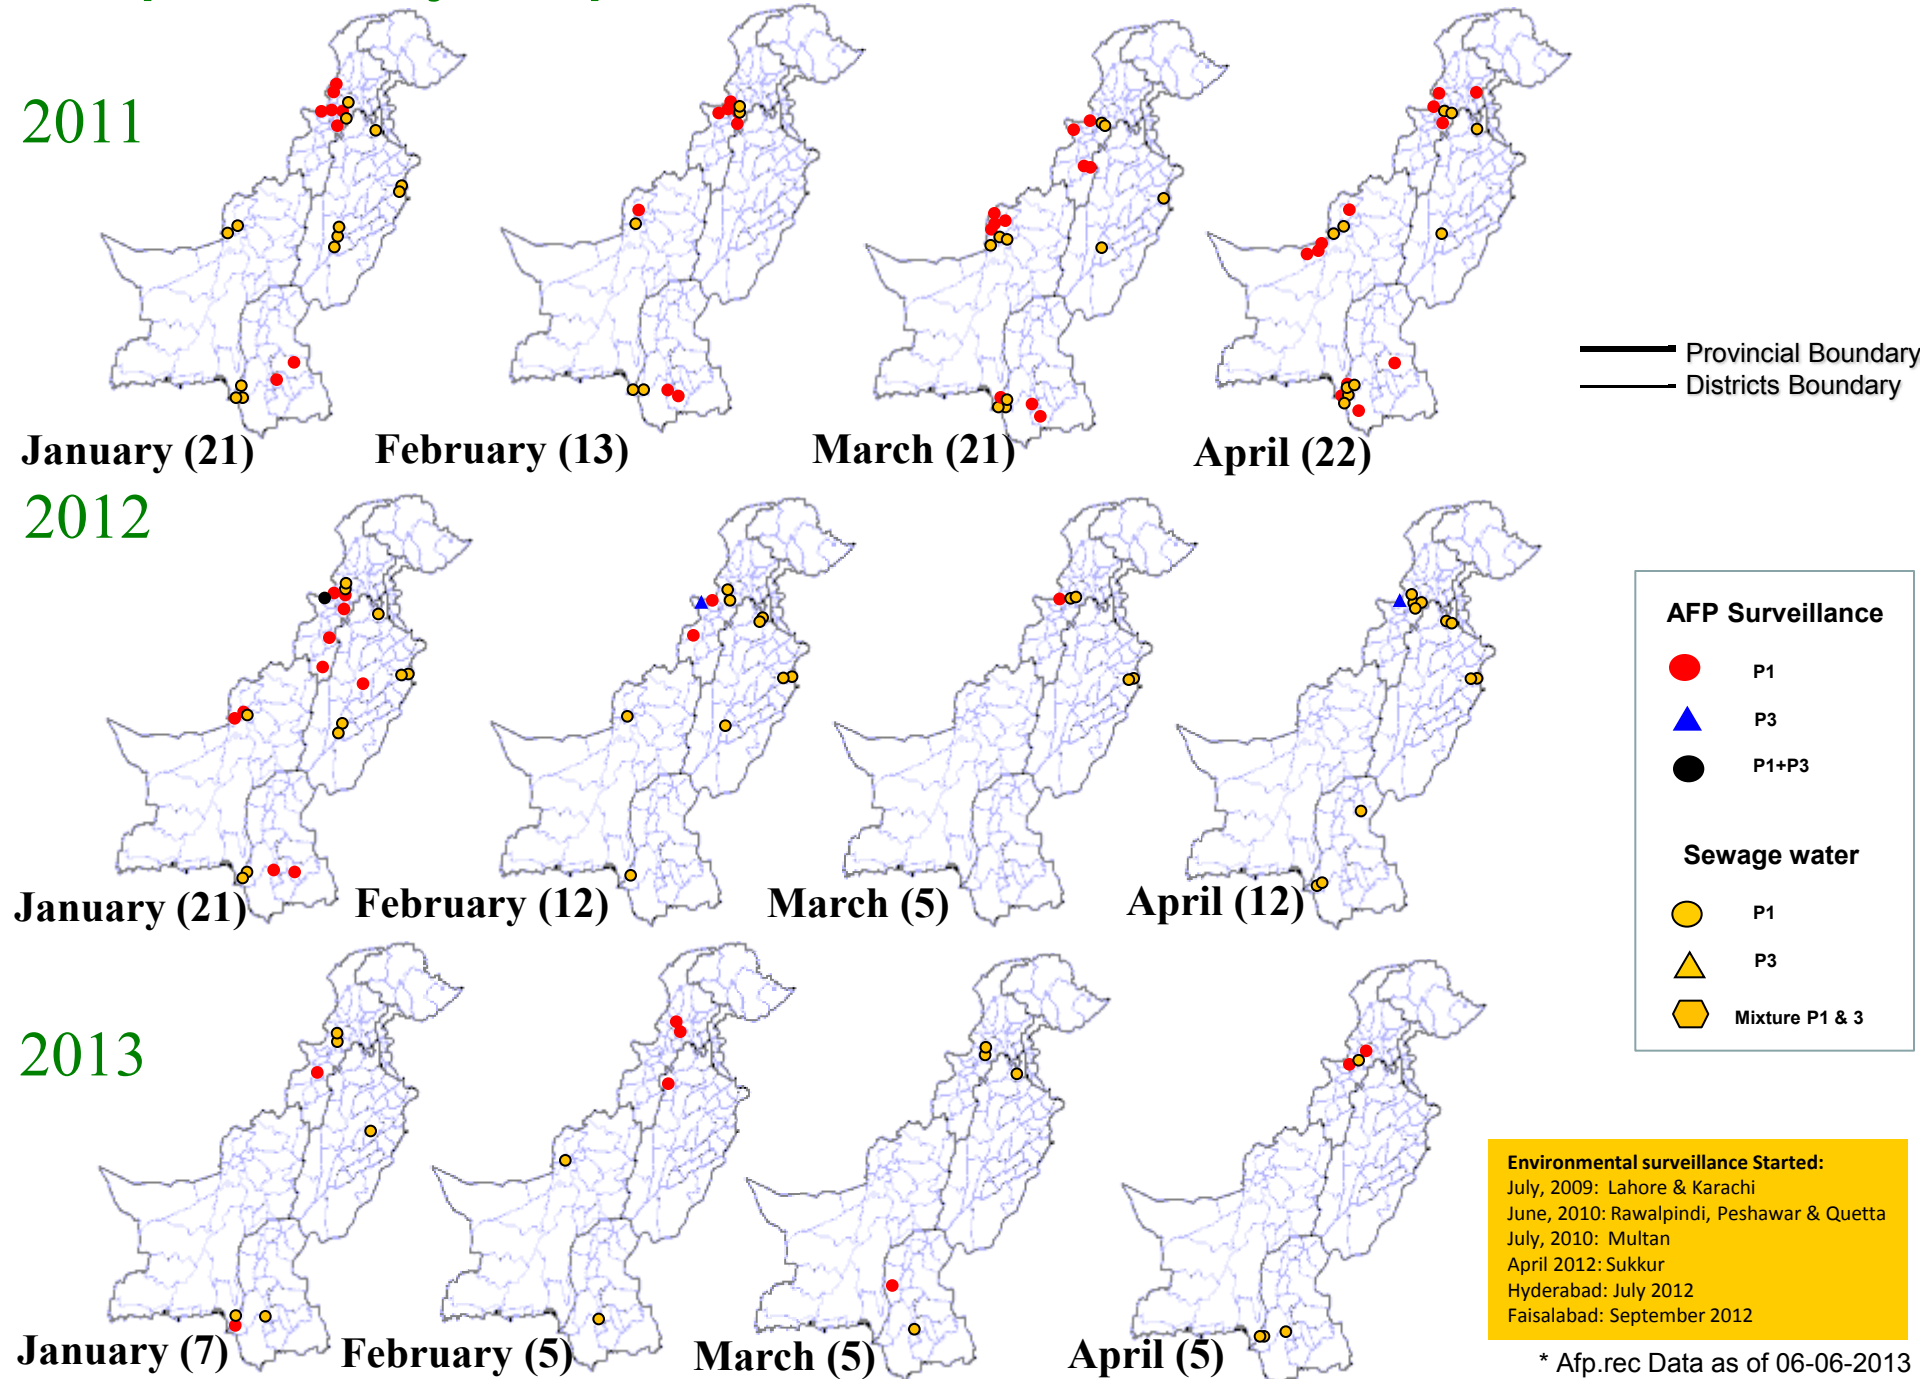 2011
Provincial Boundary
Districts Boundary
January (21)
February (13)
March (21)
April (22)
2012
AFP Surveillance
P1
P3
P1+P3
Sewage water
P1
P3
Mixture P1 & 3
January (21)
February (12)
March (5)
April (12)
2013
Environmental surveillance Started:
July, 2009: Lahore & Karachi
June, 2010: Rawalpindi, Peshawar & Quetta
July, 2010: Multan
April 2012: Sukkur
Hyderabad: July 2012
Faisalabad: September 2012
January (7)
February (5)
March (5)
April (5)
* Afp.rec Data as of 06-06-2013